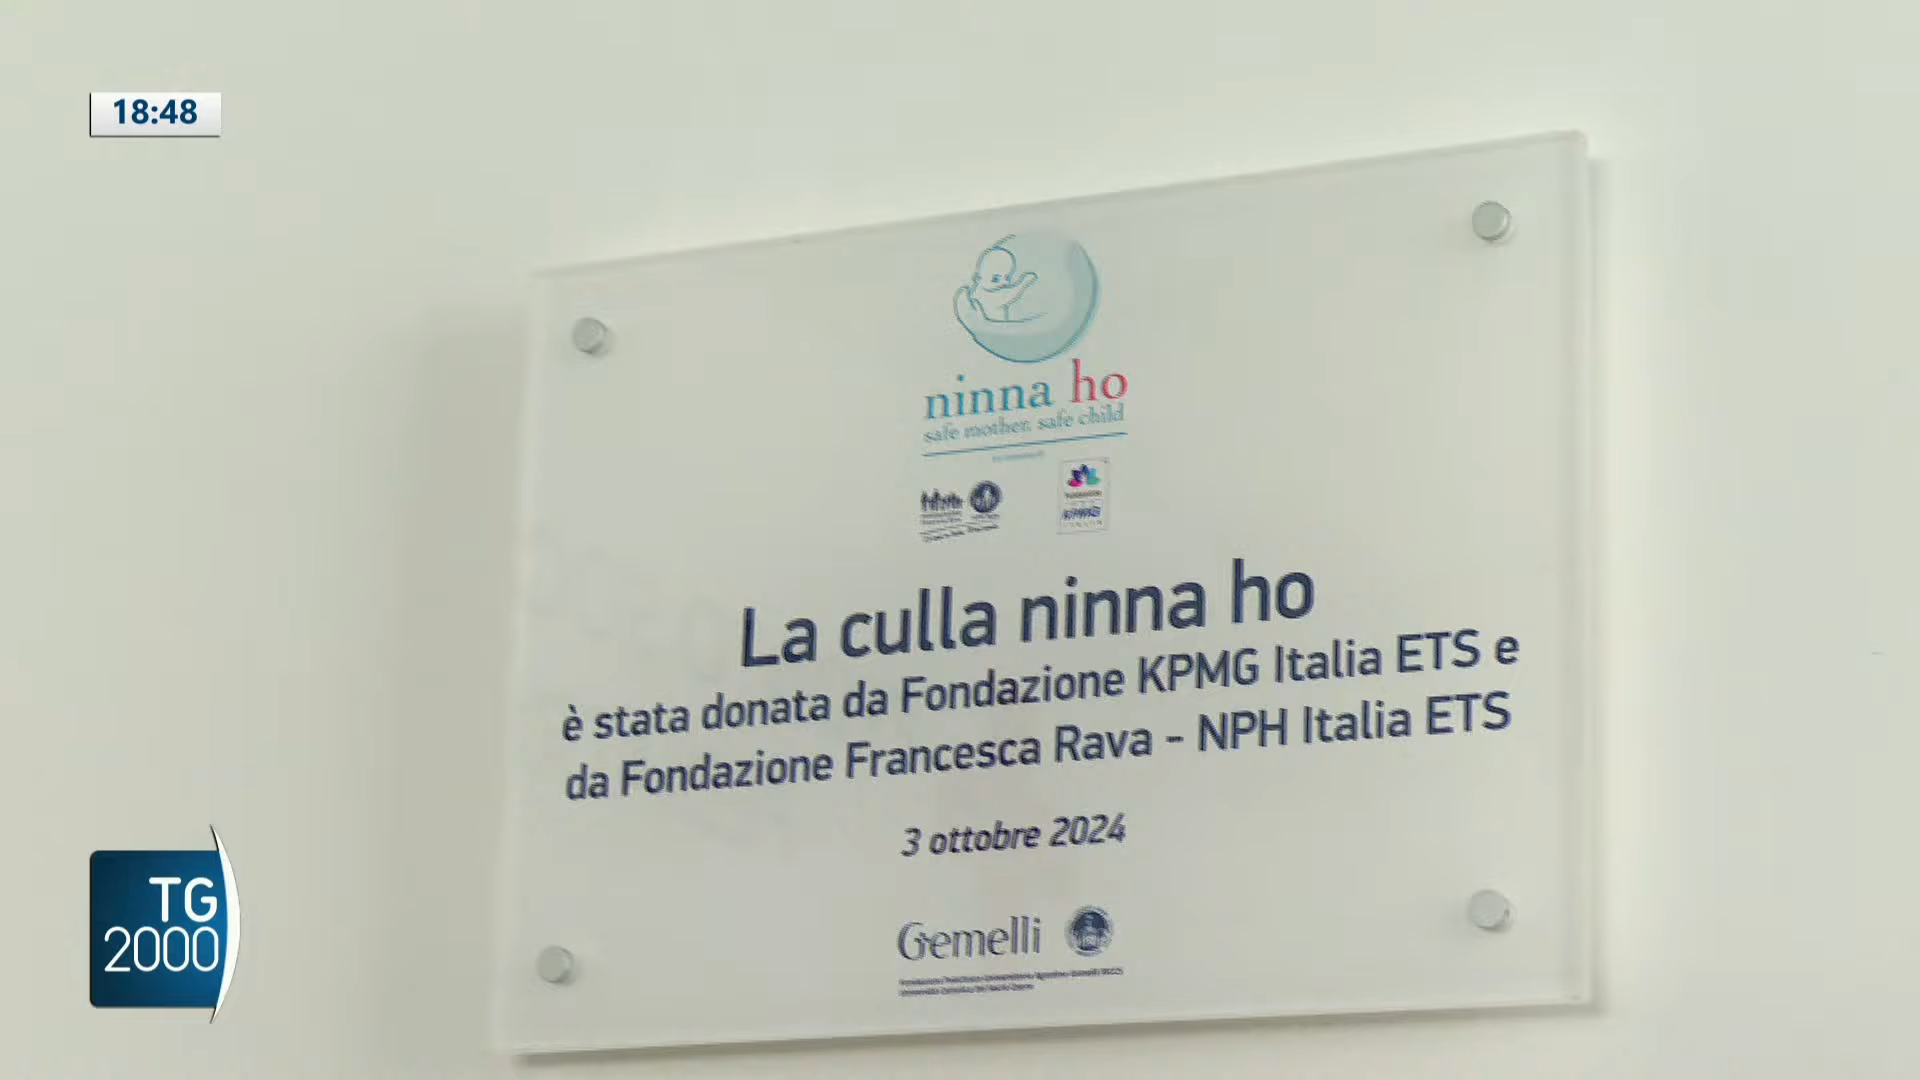 18:48
ninna ho
safe mother. safe child
KPMG
La culla ninna ho
è stata donata da Fondazione KPMG Italia ETS e
da Fondazione Francesca Rava - NPH Italia ETS
3 ottobre 2024
Gemelli
TG
2000